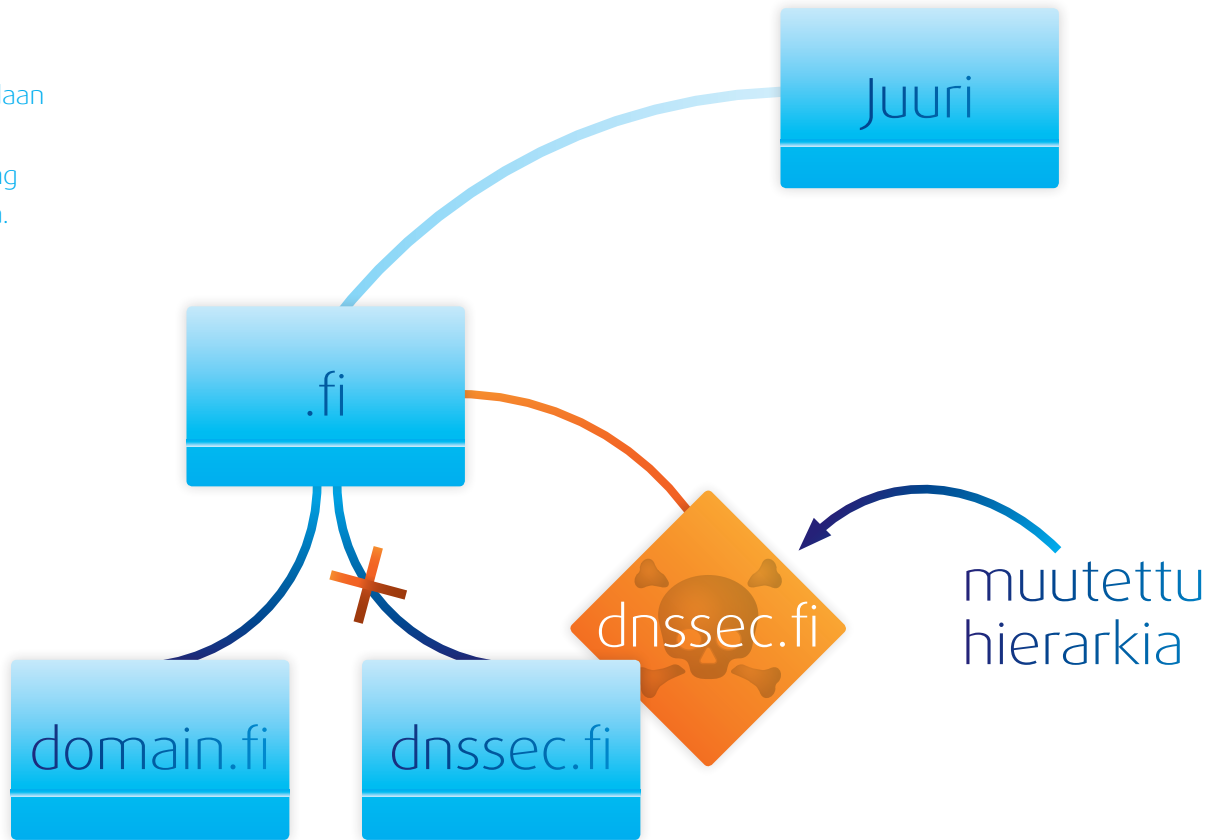 Juuri
.fi
dnssec.fi
muutettu
hierarkia
domain.fi
dnssec.fi